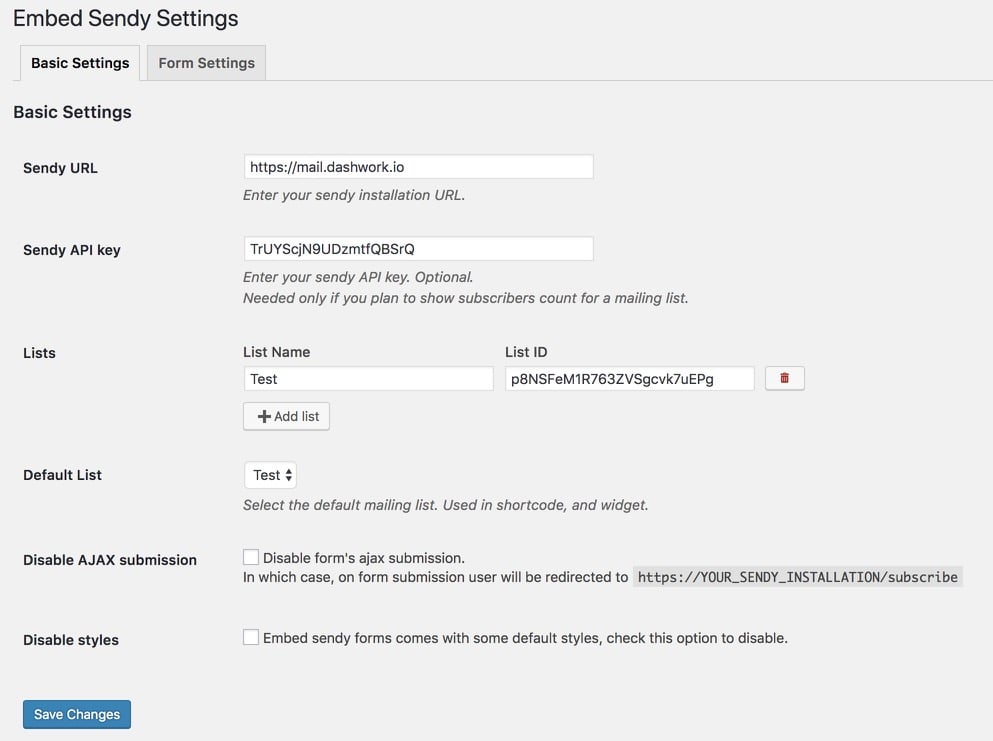 Embed Sendy Settings
Basic Settings
Form Settings
Basic Settings
Sendy URL
https://mail.dashwork.io
Enter your sendy installation URL.
Sendy API key
TrUYScjN9UDzmtfQBSrQ
Enter your sendy API key. Optional.
Needed only if you plan to show subscribers count for a mailing list.
Lists
List Name
List ID
Test
p8NSFeM1R763ZVSgcvk7uEPg
Add list
Default List
Test
Select the default mailing list. Used in shortcode, and widget.
Disable AJAX submission
Disable form's ajax submission.
In which case, on form submission user will be redirected to https://YOUR_SENDY_INSTALLATION/subscribe
Disable styles
Embed sendy forms comes with some default styles, check this option to disable.
Save Changes